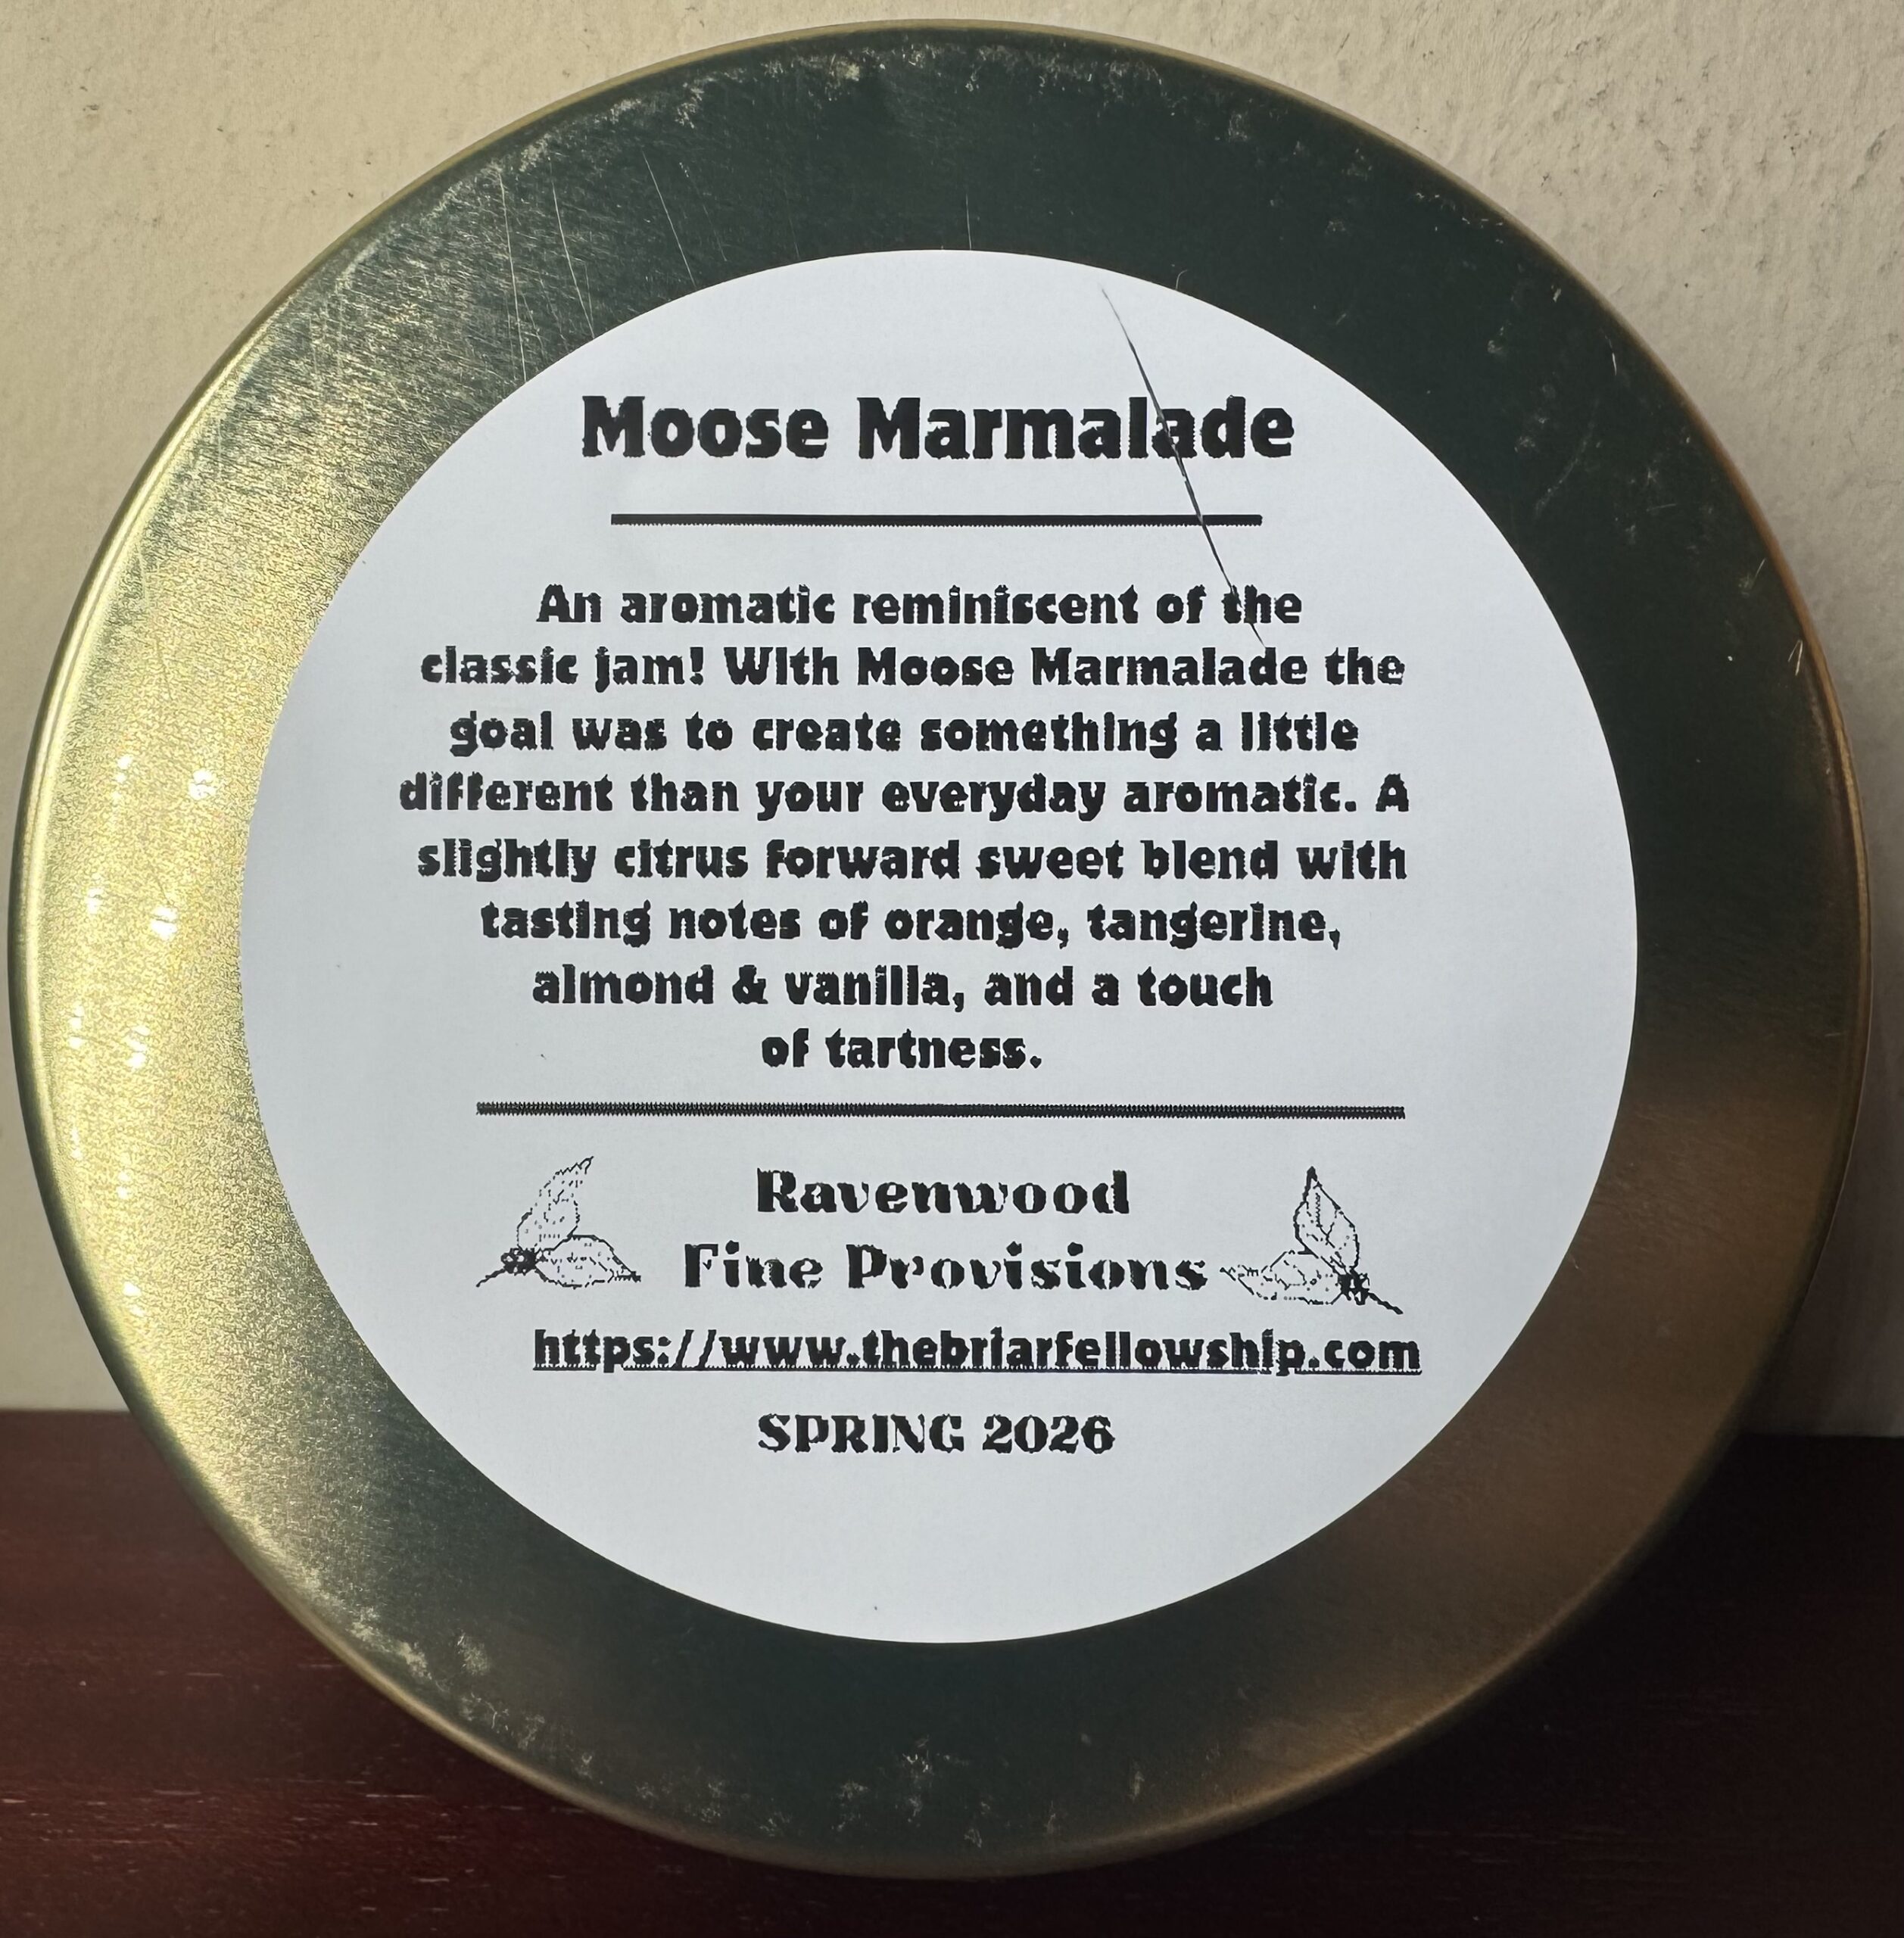 Moose Marmalade
An aromatic reminiscent of the
classic jam! With Moose Marmalade the
goal was to create something a little
different than your everyday aromatic. A
slightly citrus forward sweet blend with
tasting notes of orange, tangerine,
almond & vanilla, and a touch
of tartness.
Ravenwood
Fine Provisions
https://www.thebriarfellowship.com
SPRING 2026